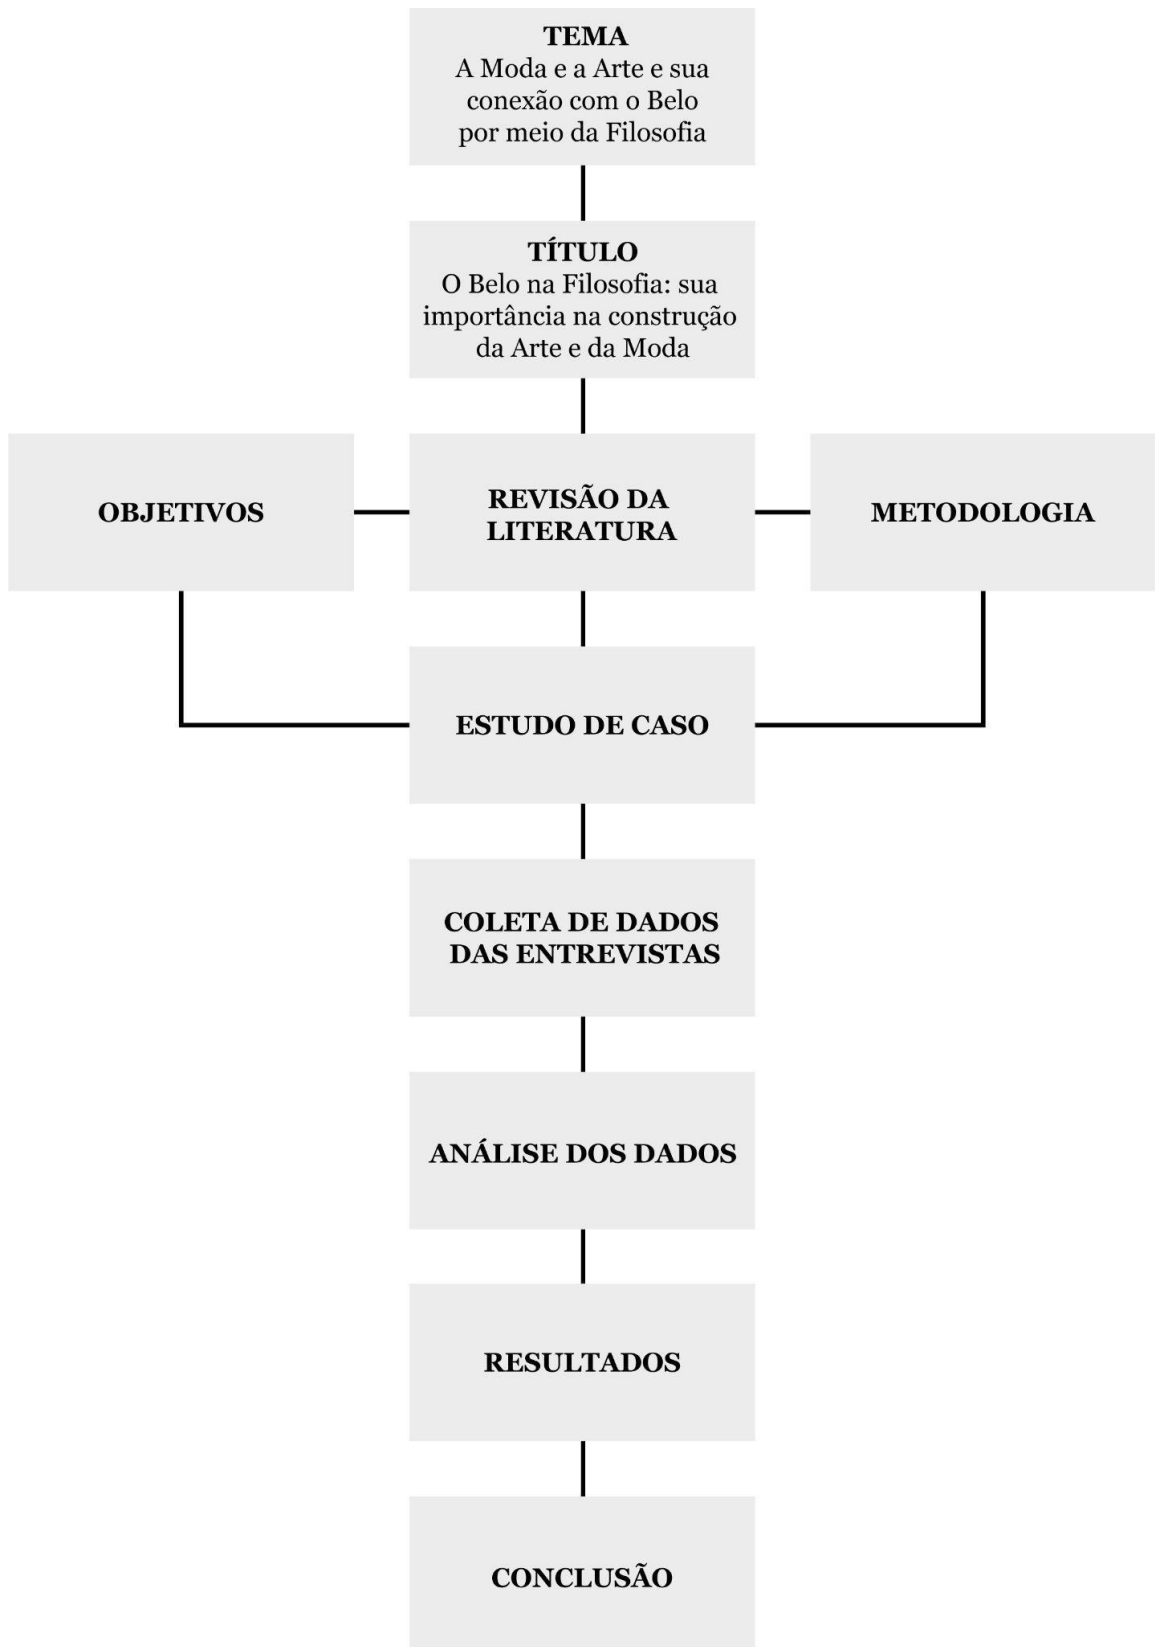 TEMA
A Moda e a Arte e sua
conexão com o Belo
por meio da Filosofia
TÍTULO
O Belo na Filosofia: sua
importância na construção
da Arte e da Moda
OBJETIVOS
REVISÃO DA
LITERATURA
METODOLOGIA
ESTUDO DE CASO
COLETA DE DADOS
DAS ENTREVISTAS
ANÁLISE DOS DADOS
RESULTADOS
CONCLUSÃO